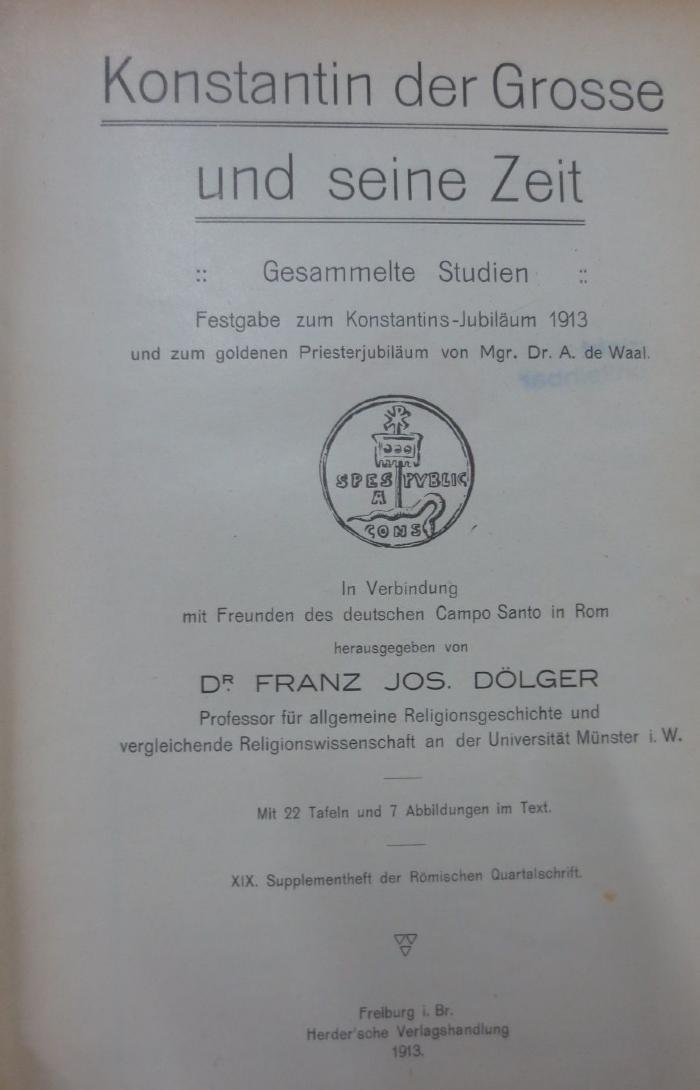 Konstantin der Grosse
und seine Zeit
:: Gesammelte Studien ::
Festgabe zum Konstantins-Jubiläum 1913
und zum goldenen Priesterjubiläum von Mgr. Dr. A. de Waal.
SPES PVBLIC
A
CONS
In Verbindung
mit Freunden des deutschen Campo Santo in Rom
herausgegeben von
DR. FRANZ JOS. DÖLGER
Professor für allgemeine Religionsgeschichte und
vergleichende Religionswissenschaft an der Universität Münster i. W.
Mit 22 Tafeln und 7 Abbildungen im Text.
XIX. Supplementheft der Römischen Quartalschrift.
Freiburg i. Br.
Herder'sche Verlagshandlung
1913.